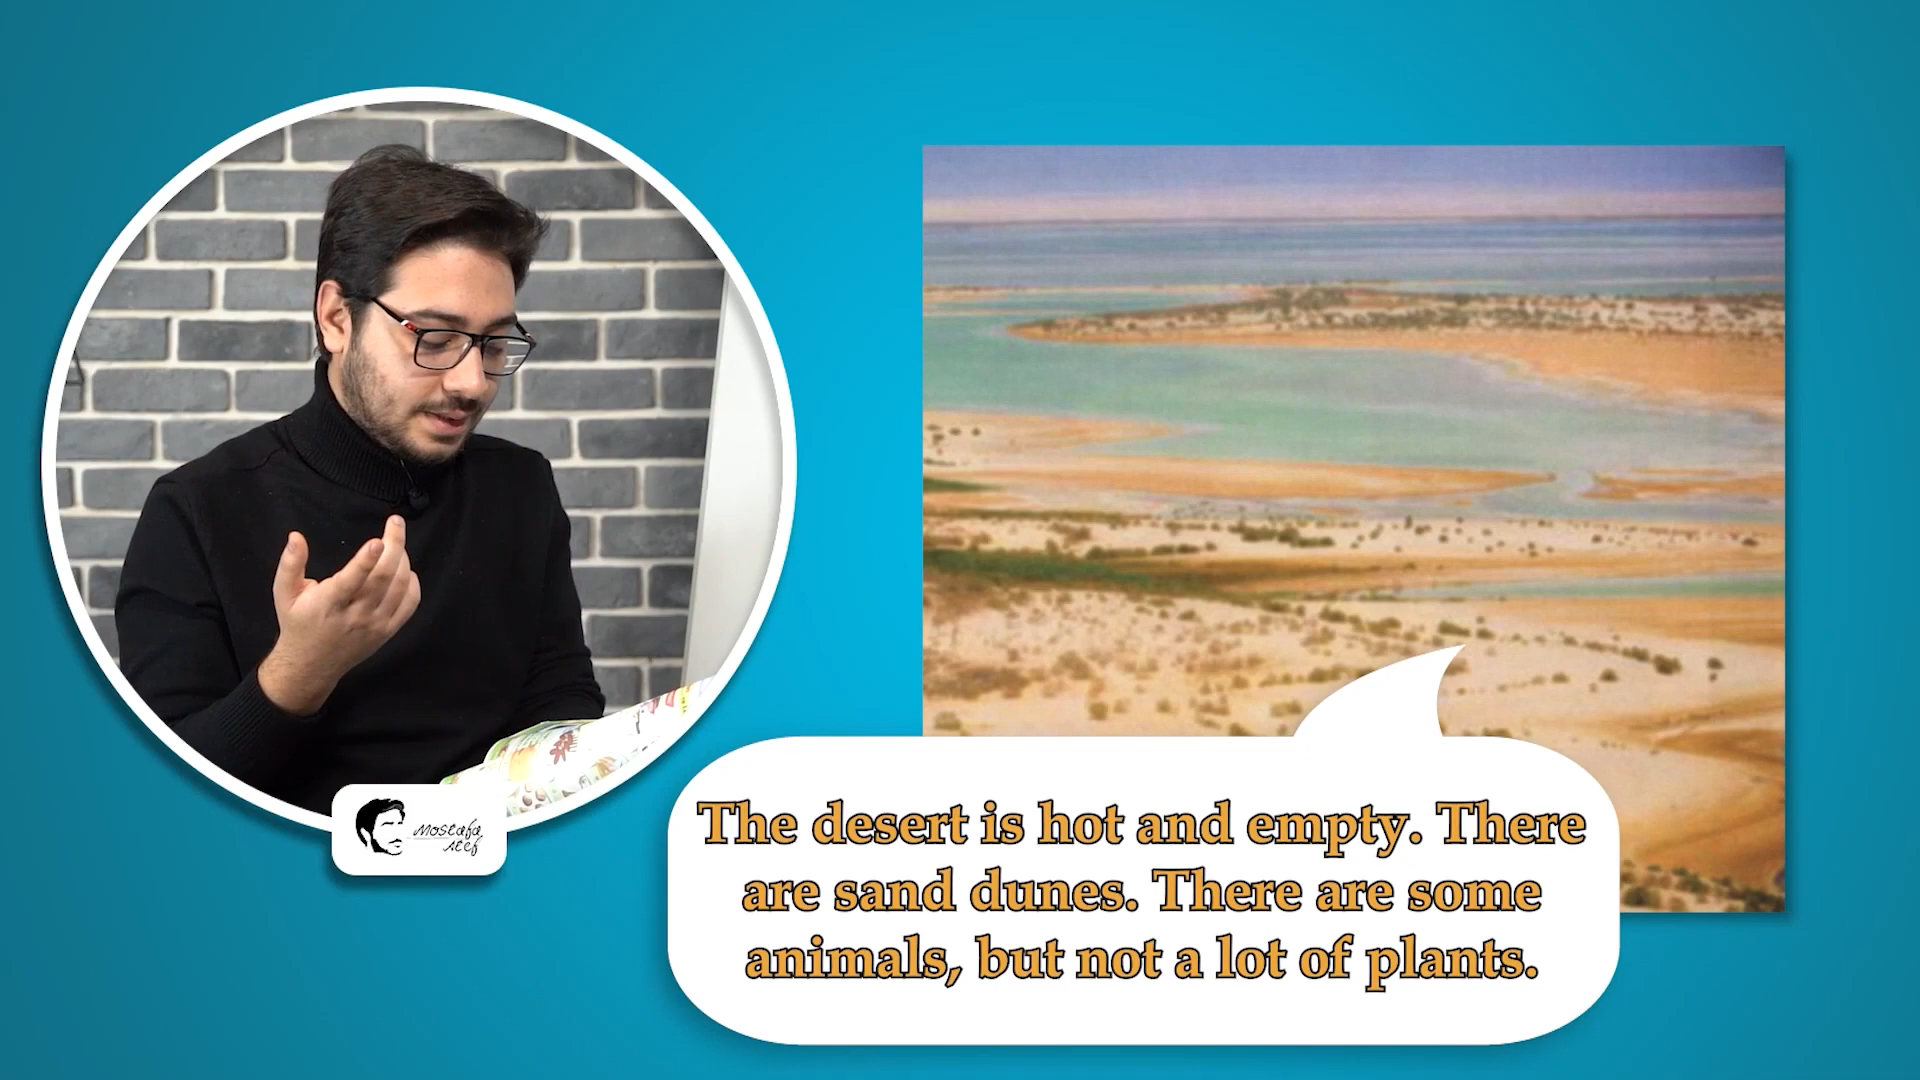 Mostafa
Atef
The desert is hot and empty. There
are sand dunes. There are some
animals, but not a lot of plants.